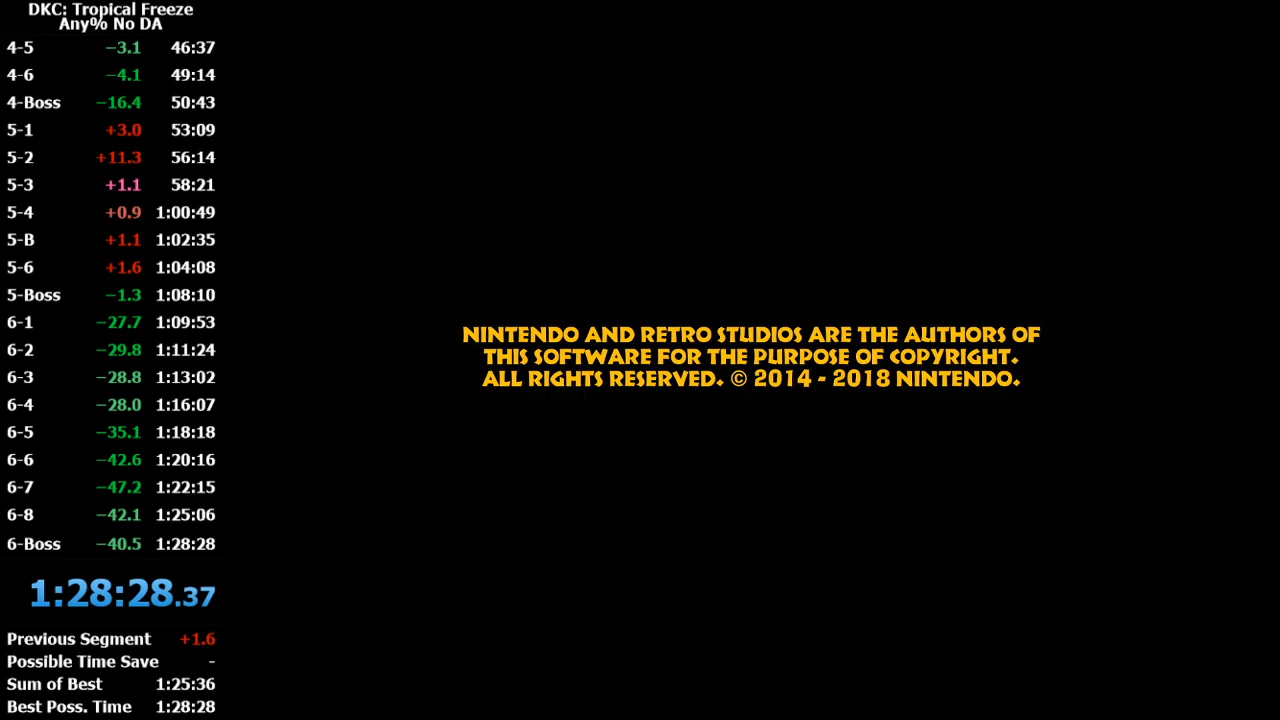 DKC: Tropical Freeze
Any% No DA
4-5 −3.1 46:37
4-6 −4.1 49:14
4-Boss −16.4 50:43
5-1 +3.0 53:09
5-2 +11.3 56:14
5-3 +1.1 58:21
5-4 +0.9 1:00:49
5-B +1.1 1:02:35
5-6 +1.6 1:04:08
5-Boss −1.3 1:08:10
6-1 −27.7 1:09:53
6-2 −29.8 1:11:24
6-3 −28.8 1:13:02
6-4 −28.0 1:16:07
6-5 −35.1 1:18:18
6-6 −42.6 1:20:16
6-7 −47.2 1:22:15
6-8 −42.1 1:25:06
6-Boss −40.5 1:28:28
1:28:28.37
Previous Segment +1.6
Possible Time Save -
Sum of Best 1:25:36
Best Poss. Time 1:28:28
NINTENDO AND RETRO STUDIOS ARE THE AUTHORS OF
THIS SOFTWARE FOR THE PURPOSE OF COPYRIGHT.
ALL RIGHTS RESERVED. © 2014 - 2018 NINTENDO.